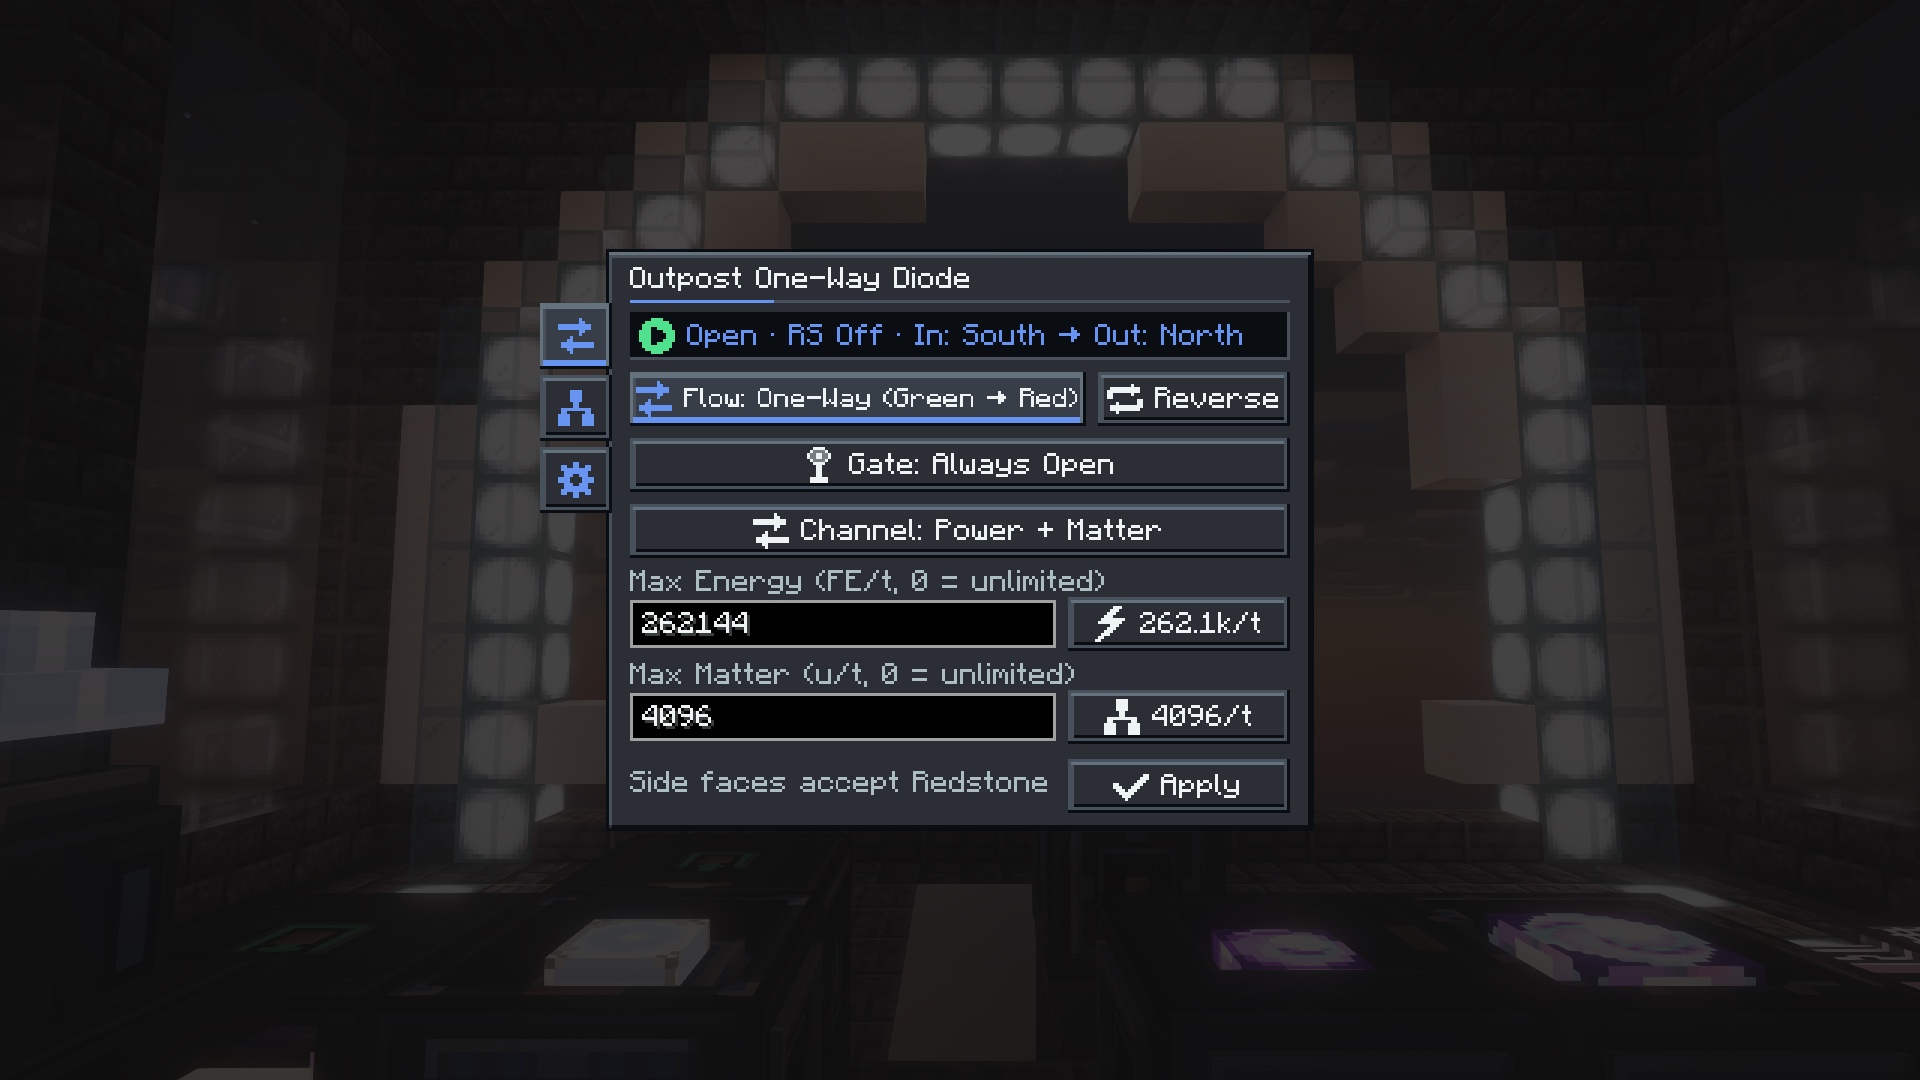 Outpost One-Way Diode
Open · RS Off · In: South → Out: North
Flow: One-Way (Green → Red)
Reverse
Gate: Always Open
Channel: Power + Matter
Max Energy (FE/t, 0 = unlimited)
262144
262.1k/t
Max Matter (u/t, 0 = unlimited)
4096
4096/t
Side faces accept Redstone
Apply